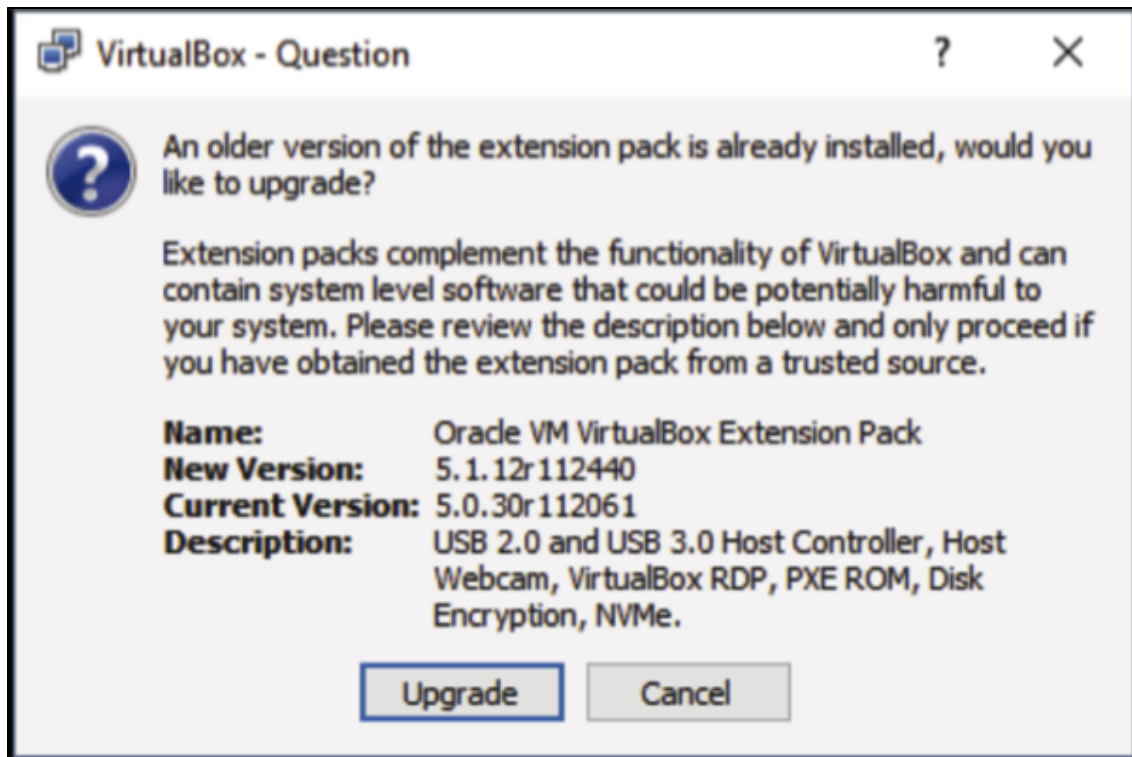 VirtualBox - Question
?
An older version of the extension pack is already installed, would you
like to upgrade?
Extension packs complement the functionality of VirtualBox and can
contain system level software that could be potentially harmful to
your system. Please review the description below and only proceed if
you have obtained the extension pack from a trusted source.
Name: Oracle VM VirtualBox Extension Pack
New Version: 5.1.12r112440
Current Version: 5.0.30r112061
Description: USB 2.0 and USB 3.0 Host Controller, Host
Webcam, VirtualBox RDP, PXE ROM, Disk
Encryption, NVMe.
Upgrade Cancel